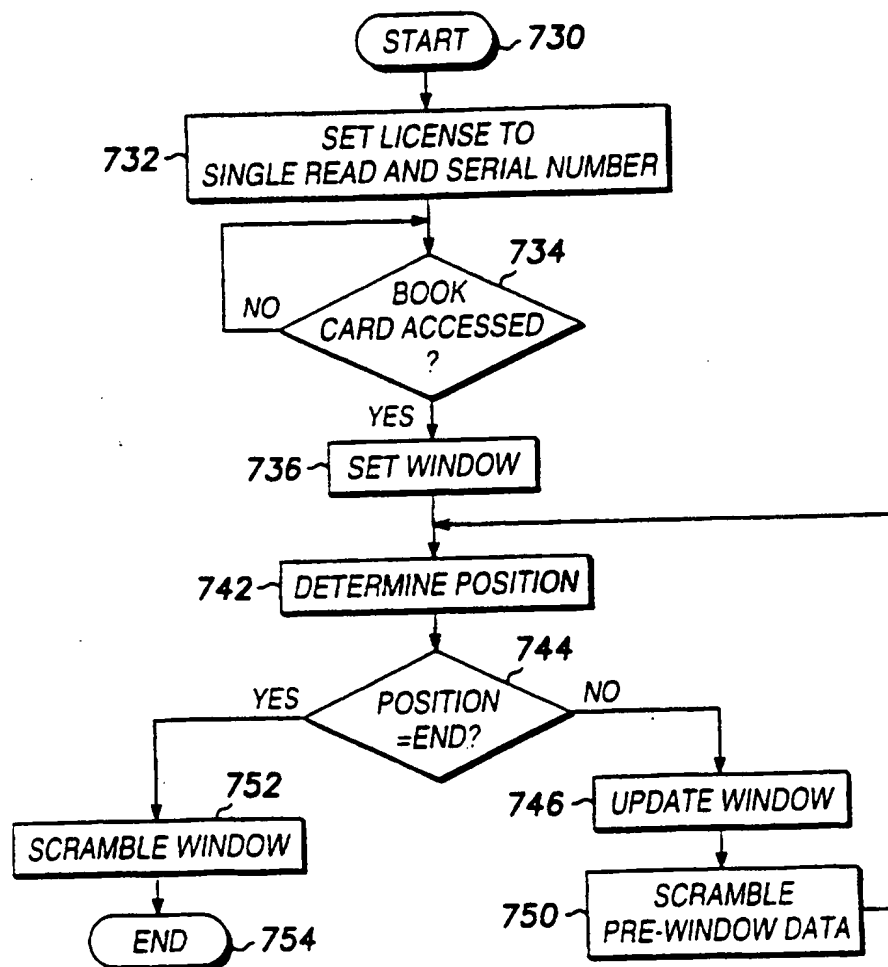 START
730
732
SET LICENSE TO
SINGLE READ AND SERIAL NUMBER
734
NO
BOOK
CARD ACCESSED
?
YES
736
SET WINDOW
742
DETERMINE POSITION
744
YES
POSITION
=END?
NO
752
SCRAMBLE WINDOW
746
UPDATE WINDOW
750
SCRAMBLE
PRE-WINDOW DATA
END
754